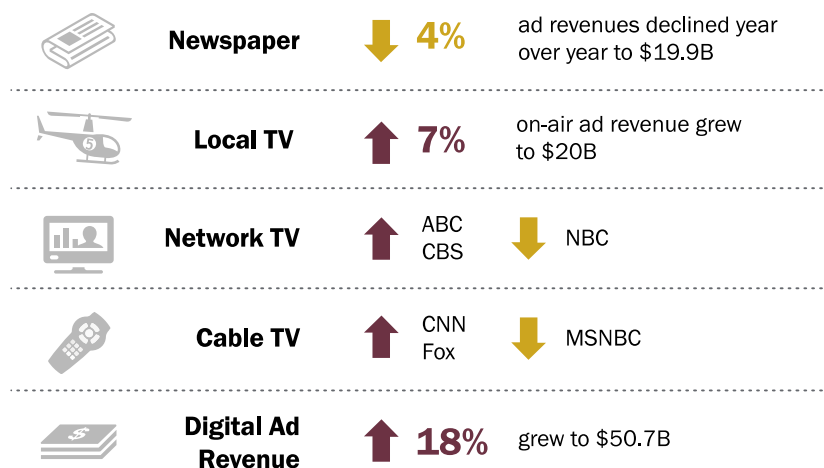 Newspaper 4% ad revenues declined year
over year to $19.9B
5
Local TV 7% on-air ad revenue grew
to $20B
Network TV ABC
CBS NBC
Cable TV CNN
Fox MSNBC
$
Digital Ad
Revenue 18% grew to $50.7B